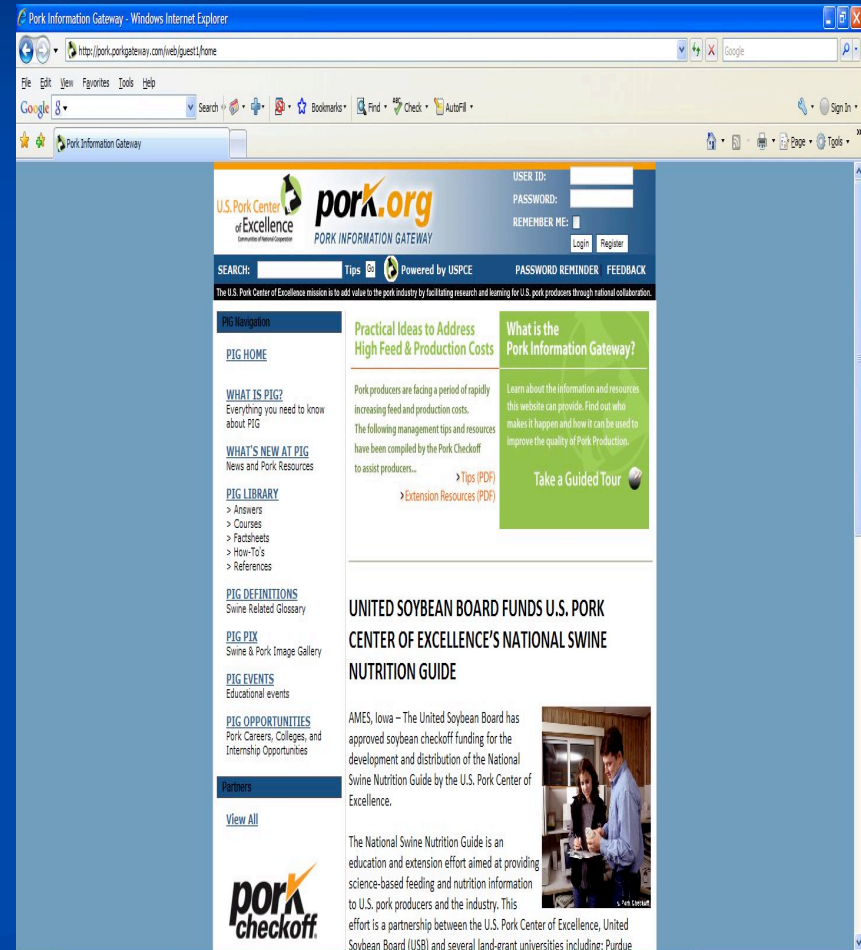 Pork Information Gateway - Windows Internet Explorer
http://pork.porkgateway.com/web/guest1/home
Google
File Edit View Favorites Tools Help
Google
Search
Bookmarks
Find
Check
AutoFill
Sign In
Pork Information Gateway
Page
Tools
U.S. Pork Center
of Excellence
Communities of National Cooperation
pork.org
PORK INFORMATION GATEWAY
USER ID:
PASSWORD:
REMEMBER ME:
Login Register
SEARCH: Tips Go Powered by USPCE PASSWORD REMINDER FEEDBACK
The U.S. Pork Center of Excellence mission is to add value to the pork industry by facilitating research and learning for U.S. pork producers through national collaboration.
PIG Navigation
PIG HOME
WHAT IS PIG?
Everything you need to know
about PIG
WHAT'S NEW AT PIG
News and Pork Resources
PIG LIBRARY
> Answers
> Courses
> Factsheets
> How-To's
> References
PIG DEFINITIONS
Swine Related Glossary
PIG PIX
Swine & Pork Image Gallery
PIG EVENTS
Educational events
PIG OPPORTUNITIES
Pork Careers, Colleges, and
Internship Opportunities
Partners
View All
pork
checkoff
Practical Ideas to Address
High Feed & Production Costs
Pork producers are facing a period of rapidly
increasing feed and production costs.
The following management tips and resources
have been compiled by the Pork Checkoff
to assist producers...
> Tips (PDF)
> Extension Resources (PDF)
What is the
Pork Information Gateway?
Learn about the information and resources
this website can provide. Find out who
makes it happen and how it can be used to
improve the quality of Pork Production.
Take a Guided Tour
UNITED SOYBEAN BOARD FUNDS U.S. PORK
CENTER OF EXCELLENCE'S NATIONAL SWINE
NUTRITION GUIDE
AMES, Iowa – The United Soybean Board has
approved soybean checkoff funding for the
development and distribution of the National
Swine Nutrition Guide by the U.S. Pork Center of
Excellence.
The National Swine Nutrition Guide is an
education and extension effort aimed at providing
science-based feeding and nutrition information
to U.S. pork producers and the industry. This
effort is a partnership between the U.S. Pork Center of Excellence, United
Soybean Board (USB) and several land-grant universities including: Purdue
Pork Checkoff